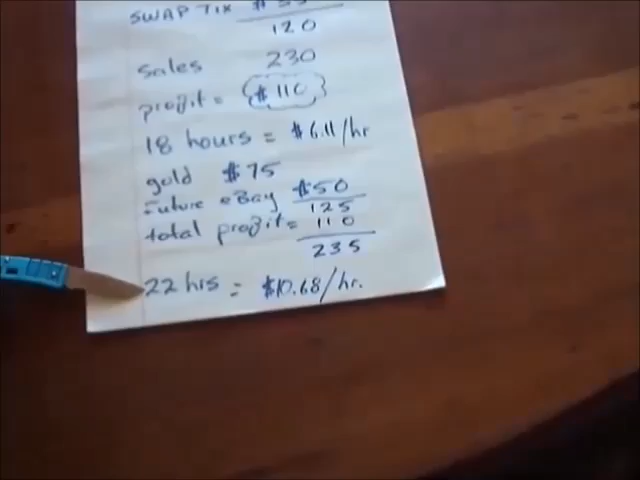 SWAP TIX $
120
Sales 230
profit = $110
18 hours = $6.11/hr
gold $75
Future eBay $50
125
total profit = 110
235
22 hrs = $10.68/hr.